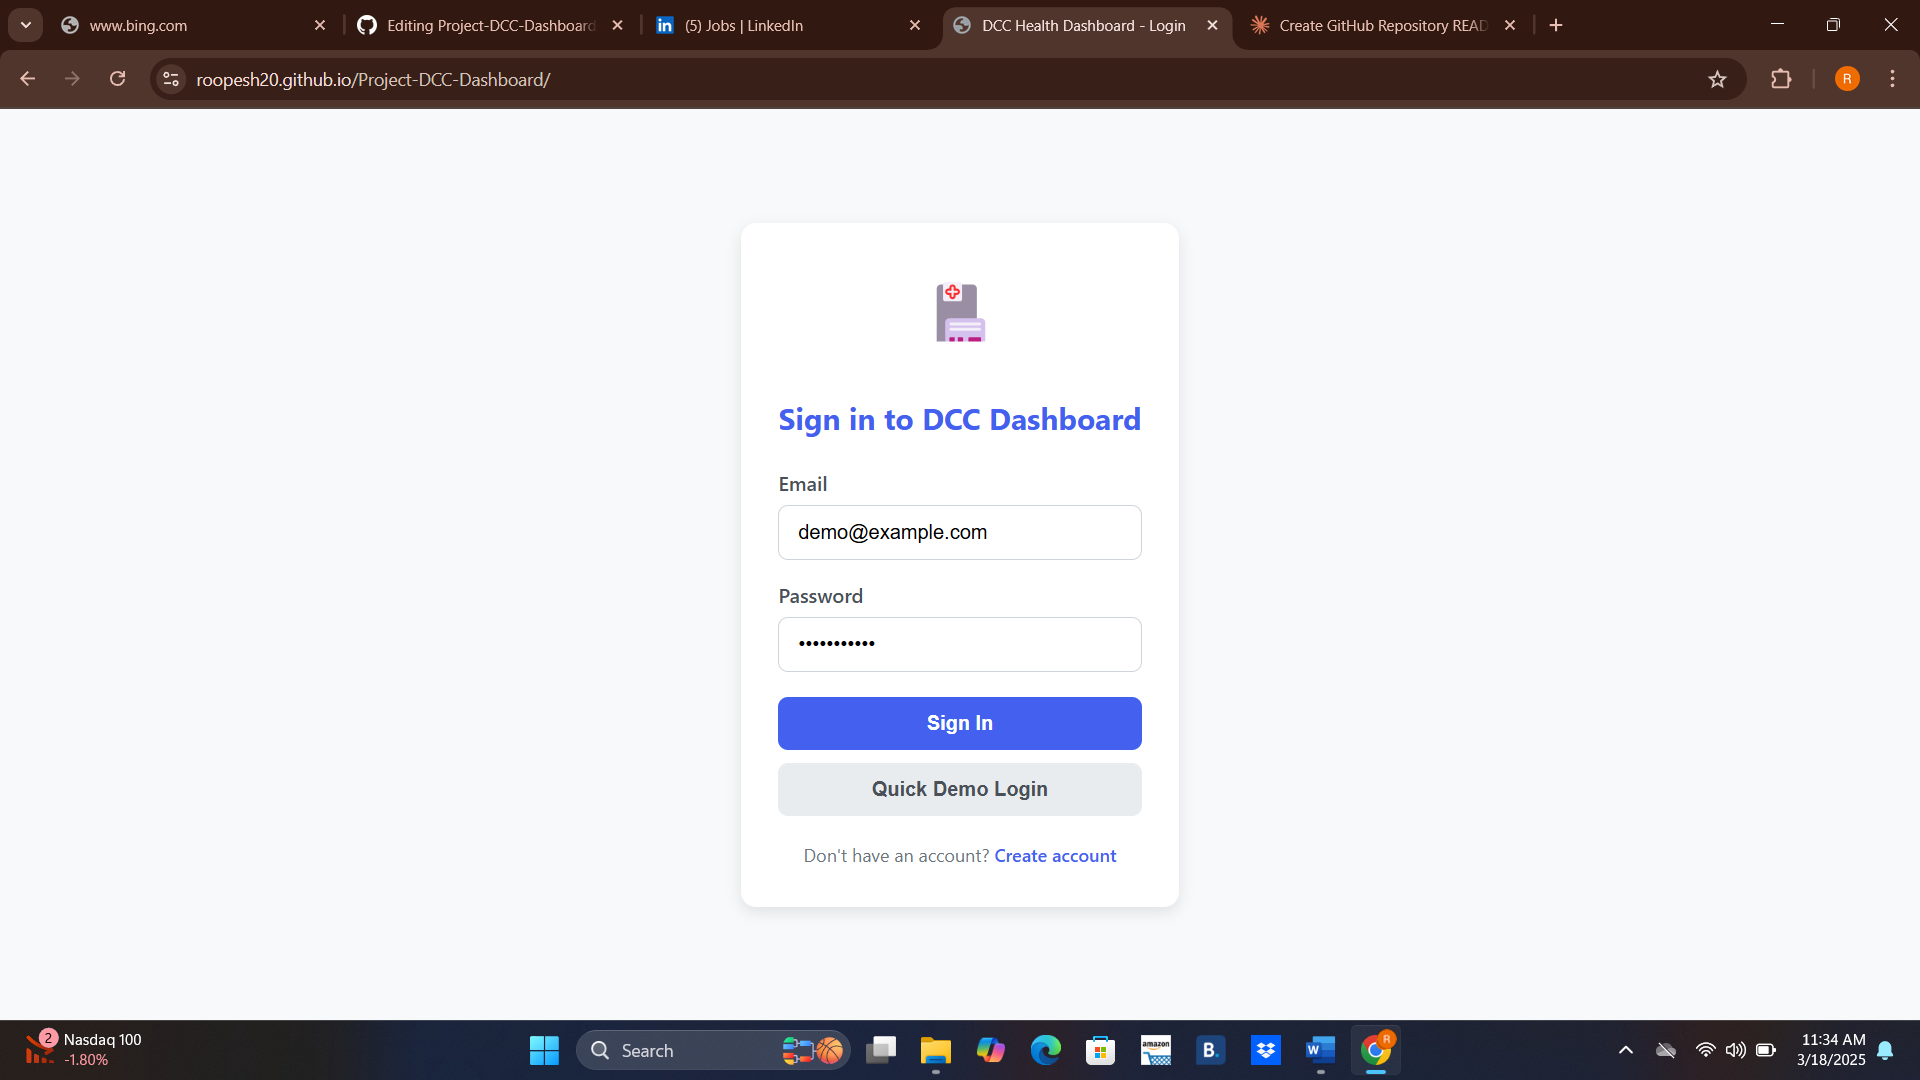 www.bing.com
Editing Project-DCC-Dashboard
(5) Jobs | LinkedIn
DCC Health Dashboard - Login
Create GitHub Repository READ
roopesh20.github.io/Project-DCC-Dashboard/
R
Sign in to DCC Dashboard
Email
demo@example.com
Password
•••••••••••
Sign In
Quick Demo Login
Don't have an account? Create account
2
Nasdaq 100
-1.80%
Search
amazon
B.
W
R
11:34 AM
3/18/2025